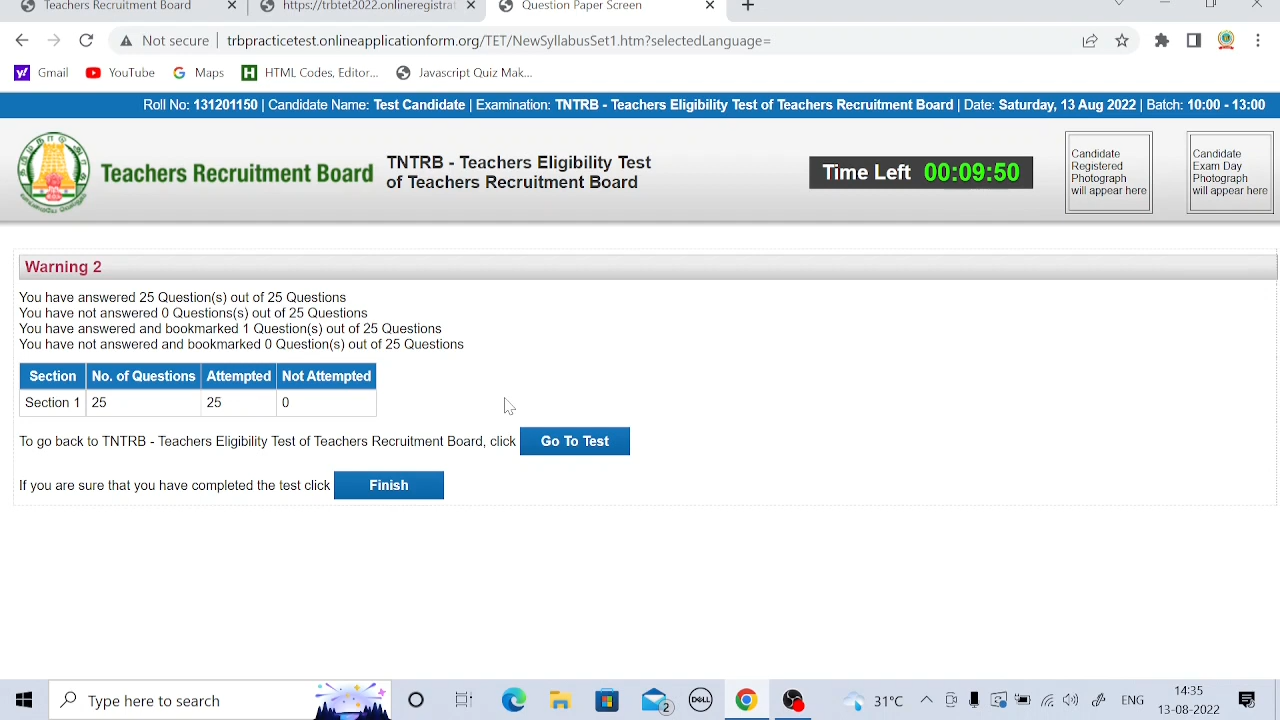 Teachers Recruitment Board
https://trbtet2022.onlineregistrat
Question Paper Screen
Not secure
trbpracticetest.onlineapplicationform.org/TET/NewSyllabusSet1.htm?selectedLanguage=
Gmail
YouTube
Maps
HTML Codes, Editor...
Javascript Quiz Mak...
Roll No: 131201150 | Candidate Name: Test Candidate | Examination: TNTRB - Teachers Eligibility Test of Teachers Recruitment Board | Date: Saturday, 13 Aug 2022 | Batch: 10:00 - 13:00
Teachers Recruitment Board
TNTRB - Teachers Eligibility Test
of Teachers Recruitment Board
Time Left 00:09:50
Candidate
Registered
Photograph
will appear here
Candidate
Exam Day
Photograph
will appear here
Warning 2
You have answered 25 Question(s) out of 25 Questions
You have not answered 0 Questions(s) out of 25 Questions
You have answered and bookmarked 1 Question(s) out of 25 Questions
You have not answered and bookmarked 0 Question(s) out of 25 Questions
Section No. of Questions Attempted Not Attempted
Section 1 25 25 0
To go back to TNTRB - Teachers Eligibility Test of Teachers Recruitment Board, click Go To Test
If you are sure that you have completed the test click Finish
Type here to search
2
DELL
31°C
ENG
14:35
13-08-2022